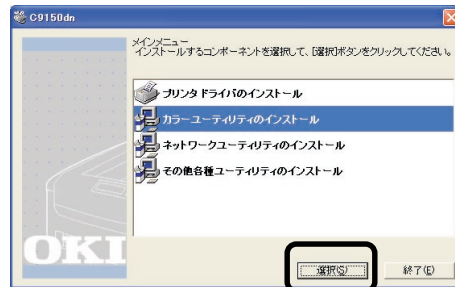 C9150dn
メインメニュー
インストールするコンポーネントを選択して、[選択]ボタンをクリックしてください。
プリンタドライバのインストール
カラーユーティリティのインストール
ネットワークユーティリティのインストール
その他各種ユーティリティのインストール
OKI
選択(S)
終了(E)